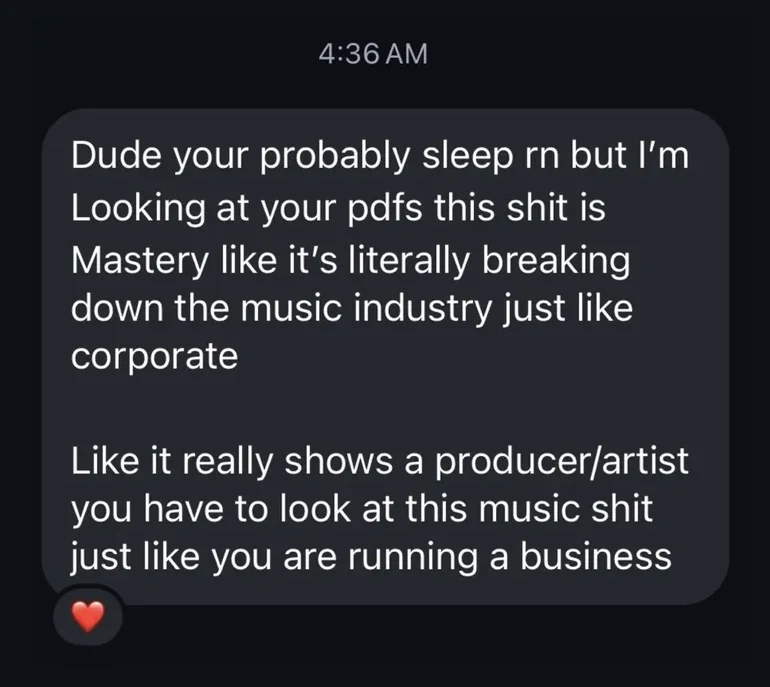 4:36 AM
Dude your probably sleep rn but I’m
Looking at your pdfs this shit is
Mastery like it’s literally breaking
down the music industry just like
corporate
Like it really shows a producer/artist
you have to look at this music shit
just like you are running a business